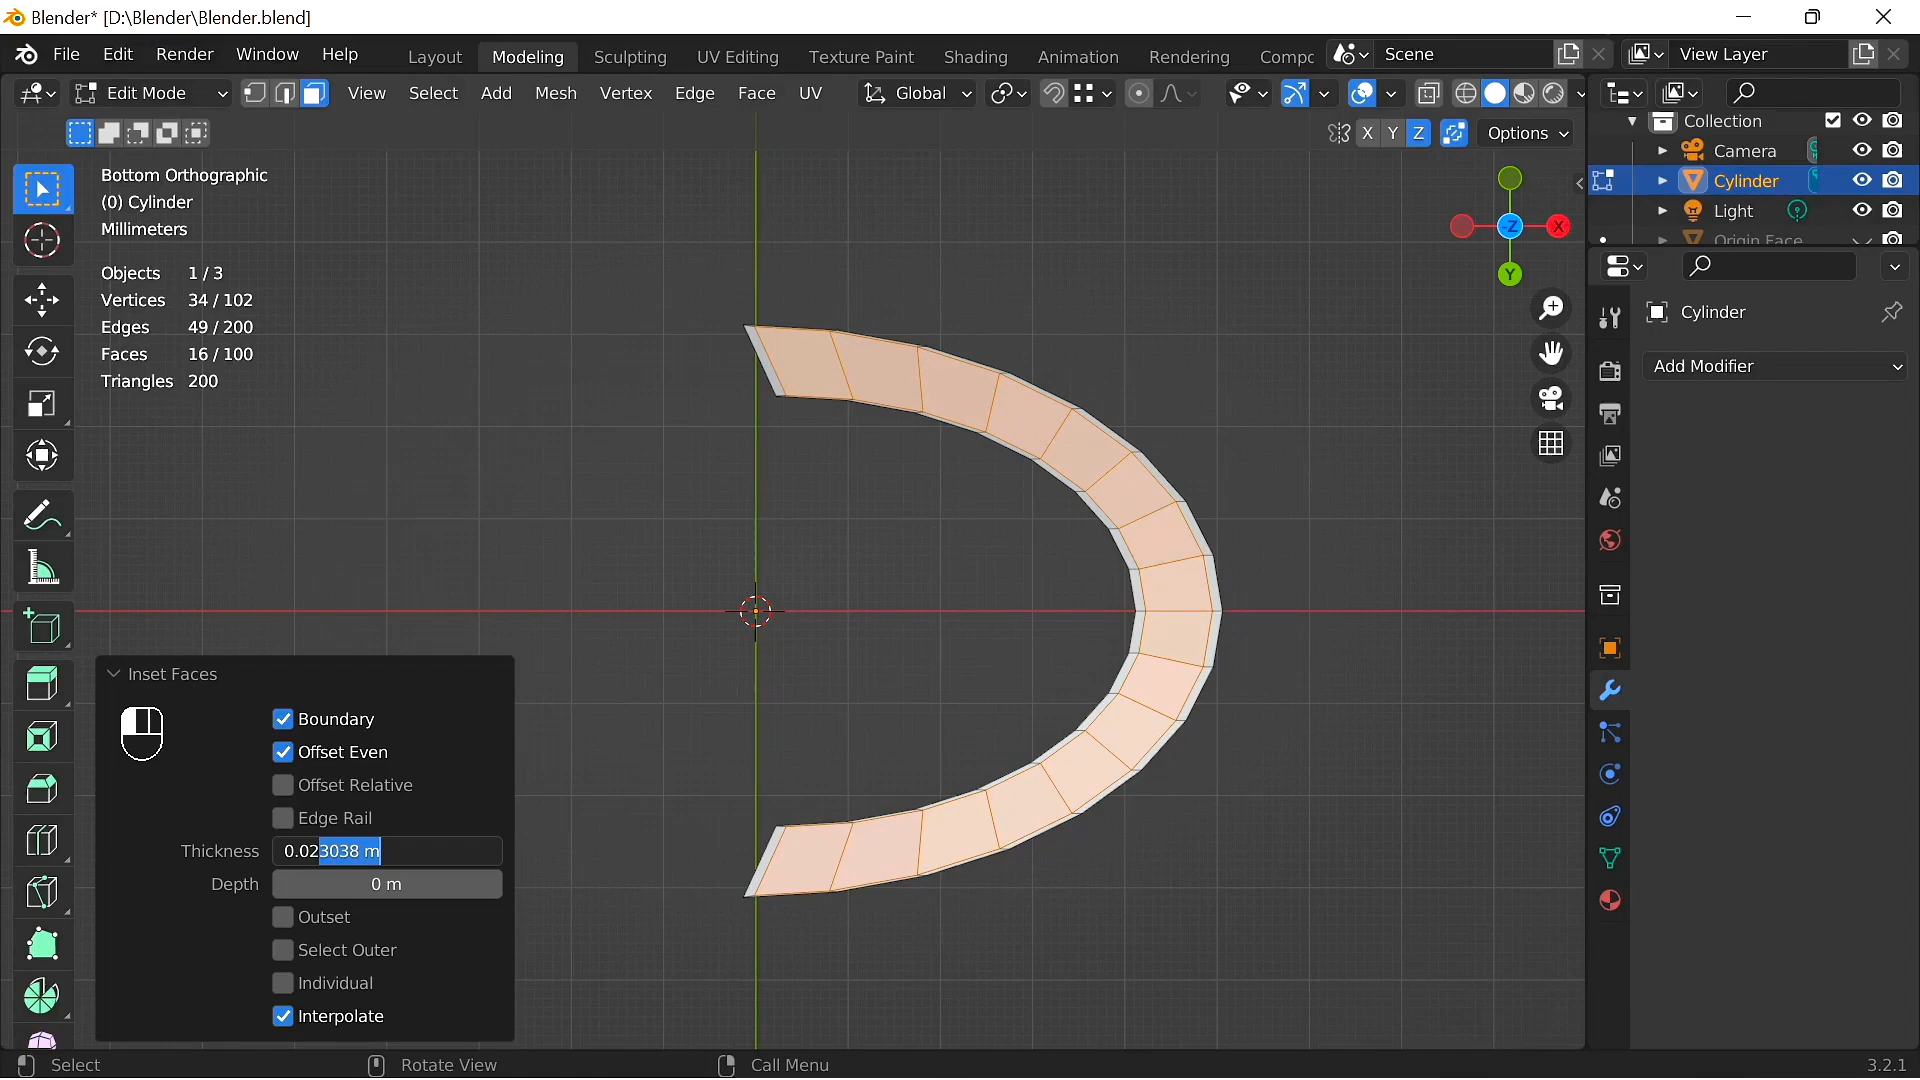 Blender* [D:\Blender\Blender.blend]
File Edit Render Window Help Layout Modeling Sculpting UV Editing Texture Paint Shading Animation Rendering Compc Scene View Layer
Edit Mode View Select Add Mesh Vertex Edge Face UV Global
X Y Z Options
Collection
Camera
Cylinder
Light
Origin Face
Bottom Orthographic
(0) Cylinder
Millimeters
Objects 1 / 3
Vertices 34 / 102
Edges 49 / 200
Faces 16 / 100
Triangles 200
-Z X
Y
Cylinder
Add Modifier
Inset Faces
Boundary
Offset Even
Offset Relative
Edge Rail
Thickness 0.023038 m
Depth 0 m
Outset
Select Outer
Individual
Interpolate
Select Rotate View Call Menu 3.2.1